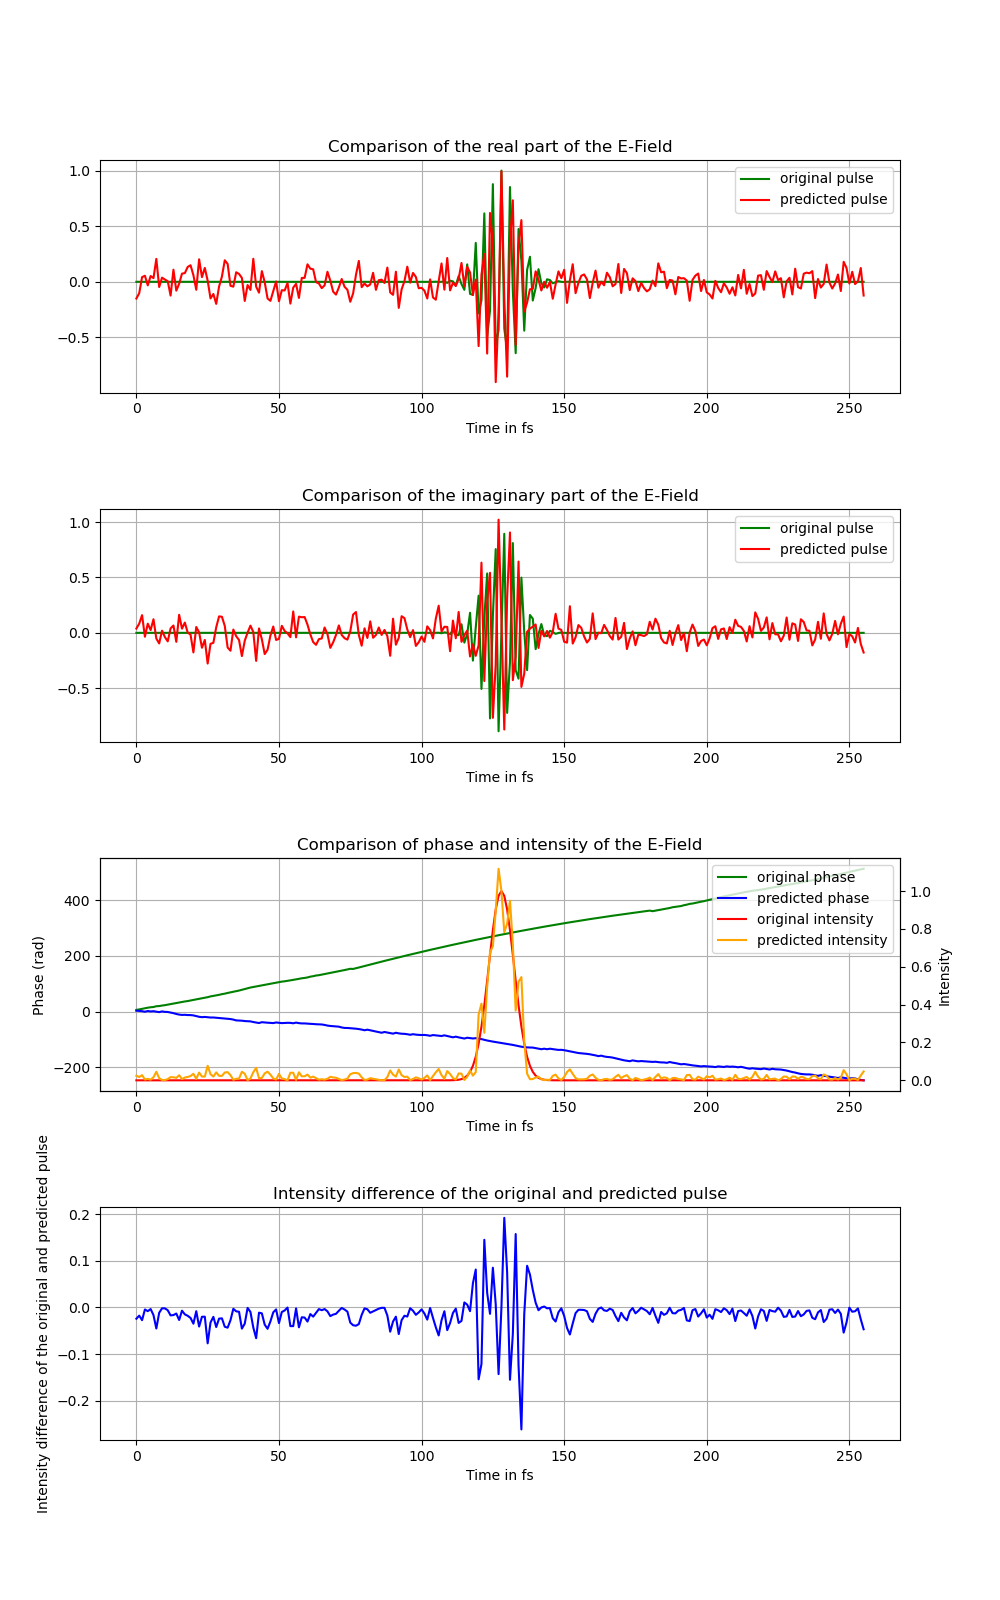 Comparison of the real part of the E-Field
original pulse
predicted pulse
1.0
0.5
0.0
−0.5
0 50 100 150 200 250
Time in fs
Comparison of the imaginary part of the E-Field
original pulse
predicted pulse
1.0
0.5
0.0
−0.5
0 50 100 150 200 250
Time in fs
Comparison of phase and intensity of the E-Field
original phase
predicted phase
original intensity
predicted intensity
Phase (rad)
400
200
0
−200
1.0
0.8
0.6
0.4
0.2
0.0
Intensity
0 50 100 150 200 250
Time in fs
Intensity difference of the original and predicted pulse
Intensity difference of the original and predicted pulse
0.2
0.1
0.0
−0.1
−0.2
0 50 100 150 200 250
Time in fs